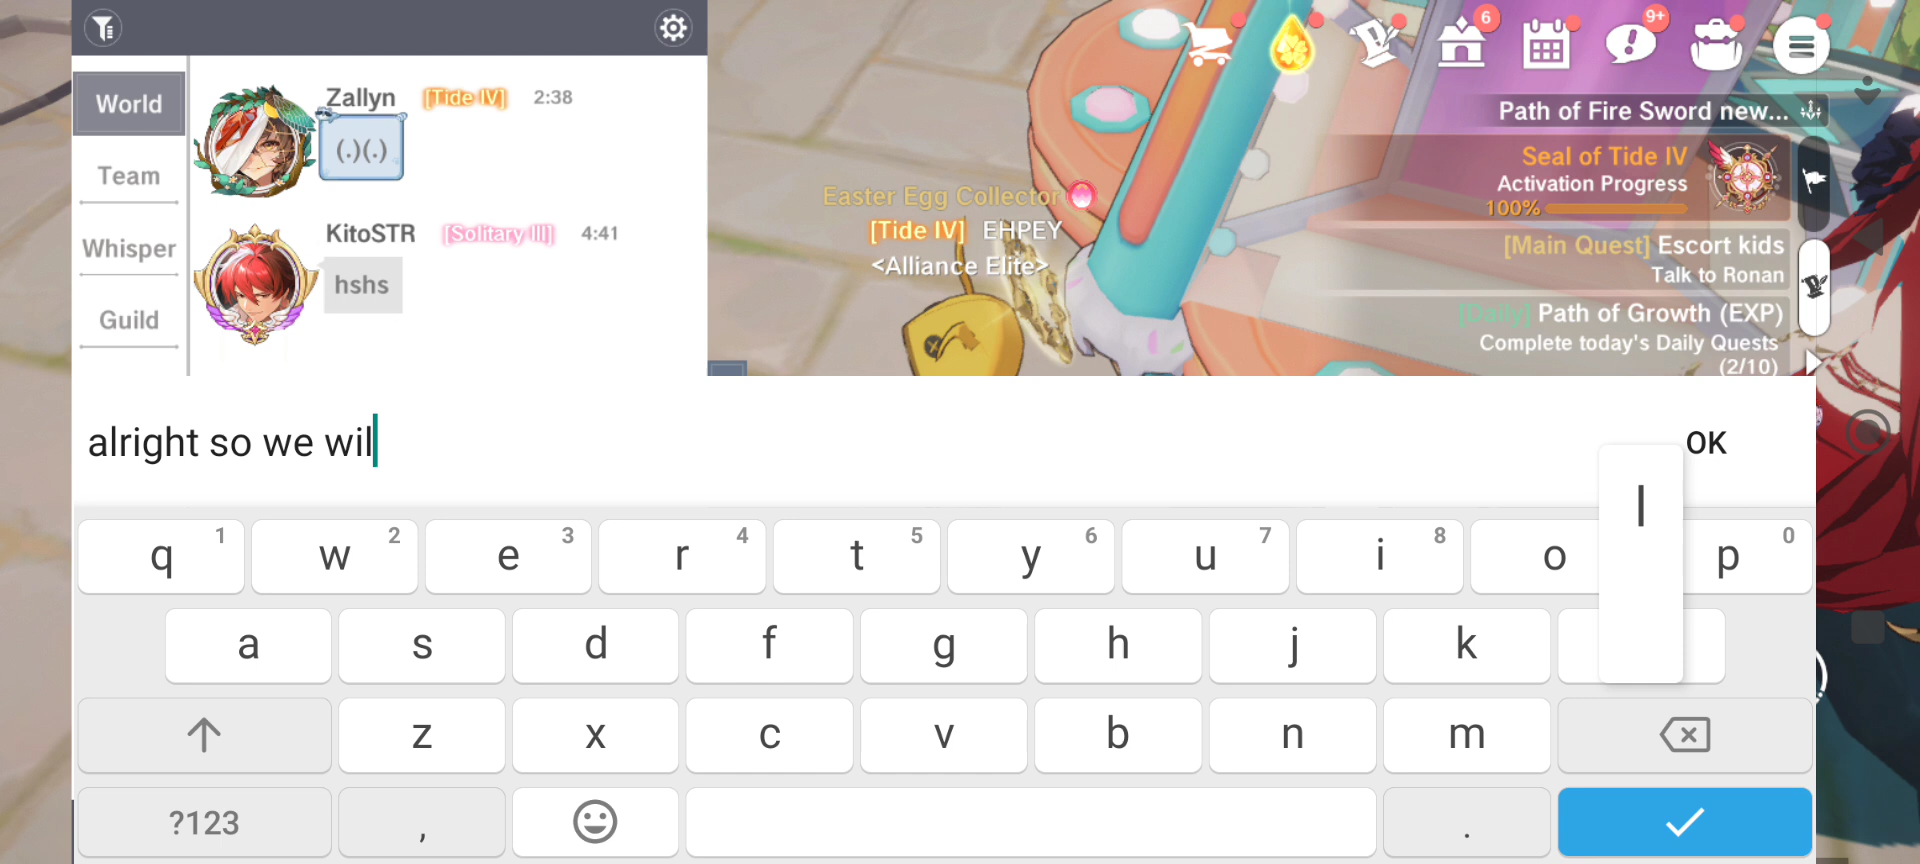 World
Team
Whisper
Guild
Zallyn [Tide IV] 2:38
(.)(.)
KitoSTR [Solitary III] 4:41
hshs
Easter Egg Collector
[Tide IV] EHPEY
<Alliance Elite>
6
9+
Path of Fire Sword new...
Seal of Tide IV
Activation Progress
100%
[Main Quest] Escort kids
Talk to Ronan
[Daily] Path of Growth (EXP)
Complete today's Daily Quests
(2/10)
alright so we wil
OK
l
q 1 w 2 e 3 r 4 t 5 y 6 u 7 i 8 o p 0
a s d f g h j k
z x c v b n m
?123 , .